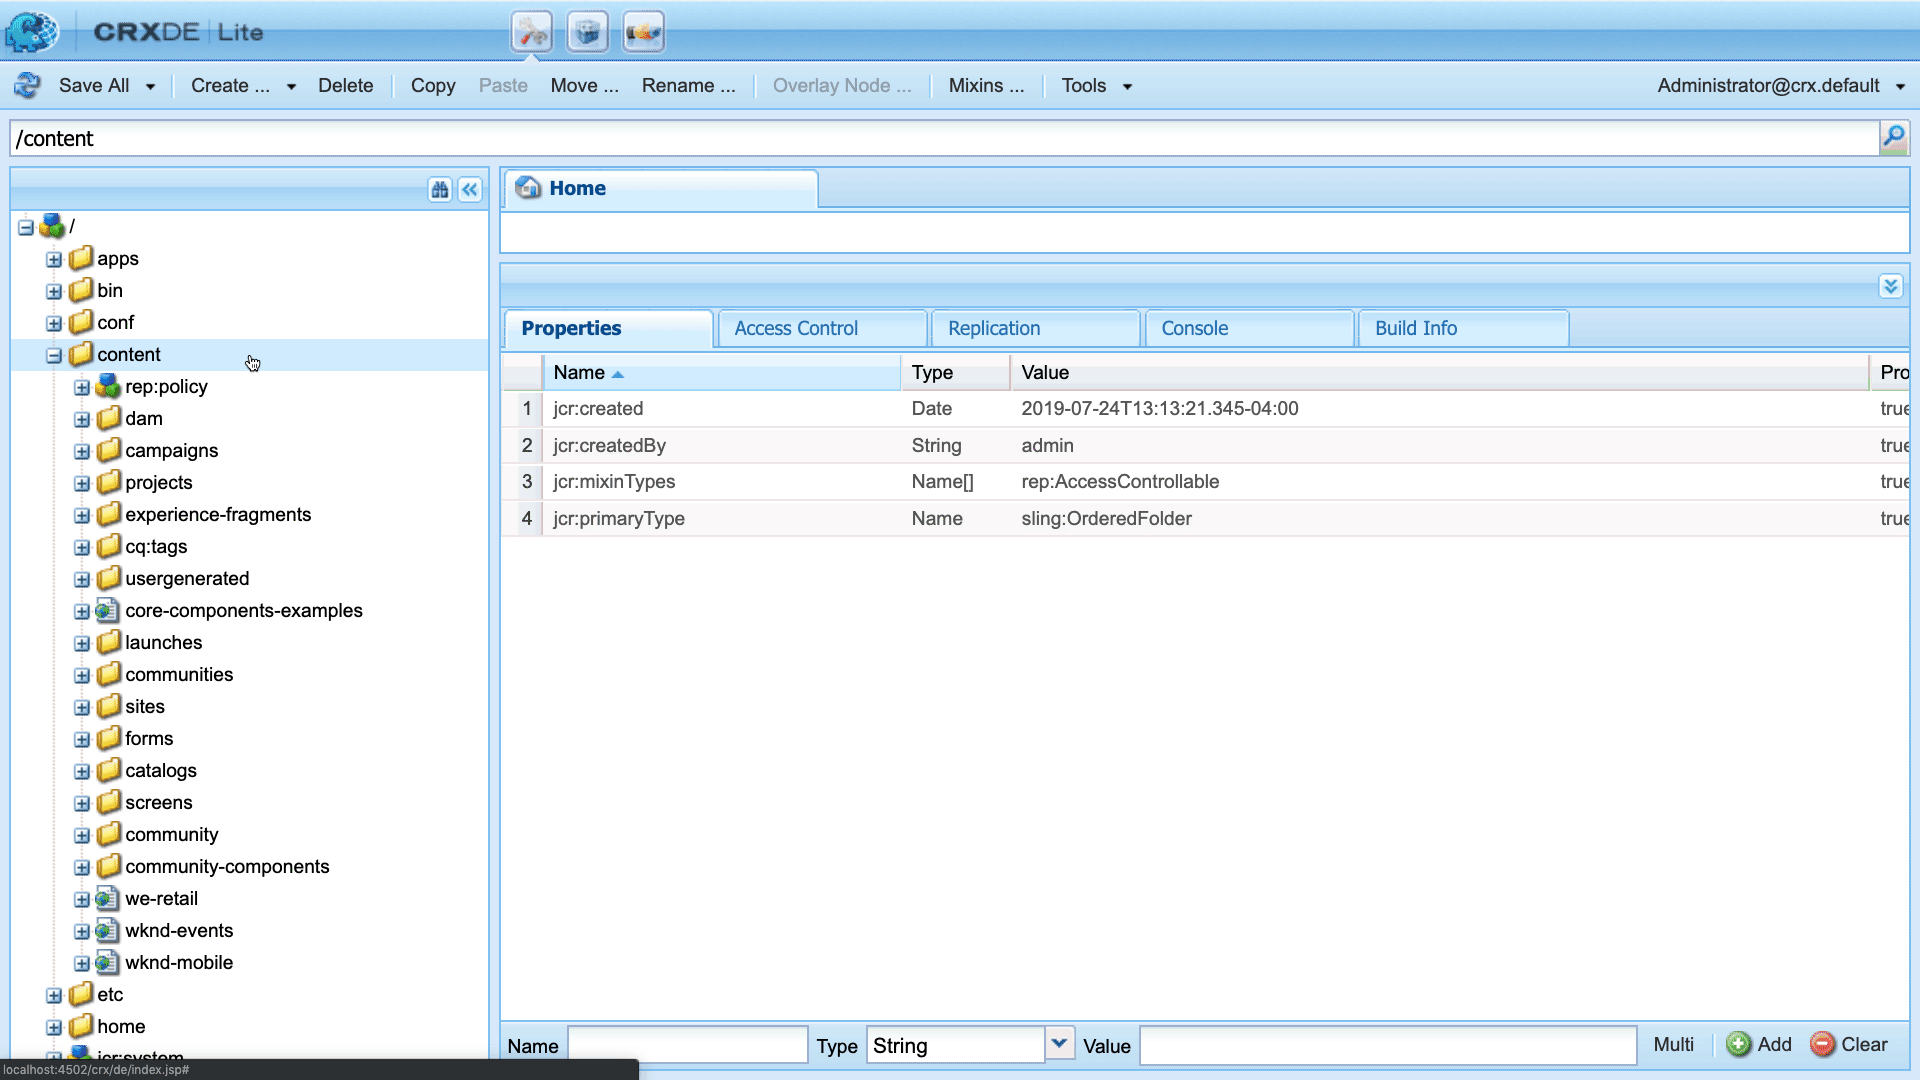 CRXDE | Lite
Save All Create ... Delete Copy Paste Move ... Rename ... Overlay Node ... Mixins ... Tools Administrator@crx.default
/content
/
apps
bin
conf
content
rep:policy
dam
campaigns
projects
experience-fragments
cq:tags
usergenerated
core-components-examples
launches
communities
sites
forms
catalogs
screens
community
community-components
we-retail
wknd-events
wknd-mobile
etc
home
jcr:system
Home
Properties Access Control Replication Console Build Info
Name Type Value Pro
1 jcr:created Date 2019-07-24T13:13:21.345-04:00 true
2 jcr:createdBy String admin true
3 jcr:mixinTypes Name[] rep:AccessControllable true
4 jcr:primaryType Name sling:OrderedFolder true
Name Type String Value Multi Add Clear
localhost:4502/crx/de/index.jsp#